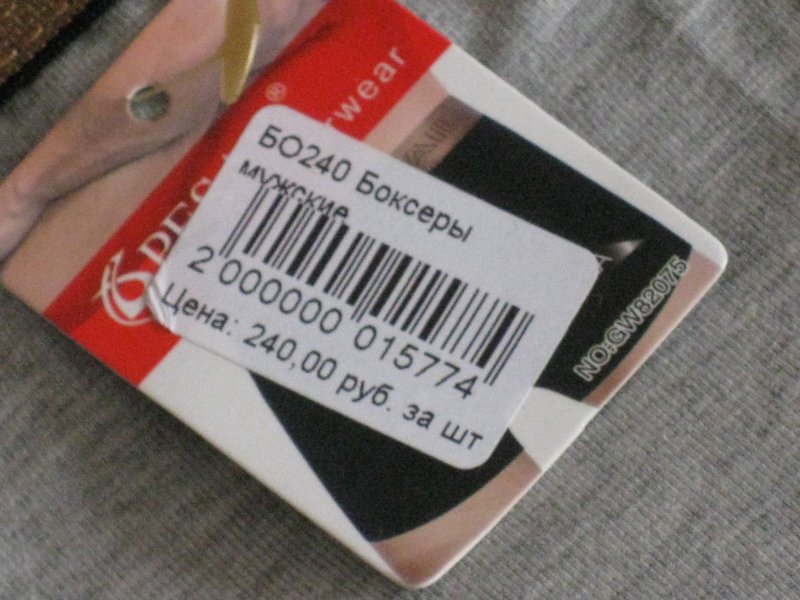 ®
БО240 Боксеры
мужские
2 000000 015774
Цена: 240,00 руб. за шт
NO:GW82075